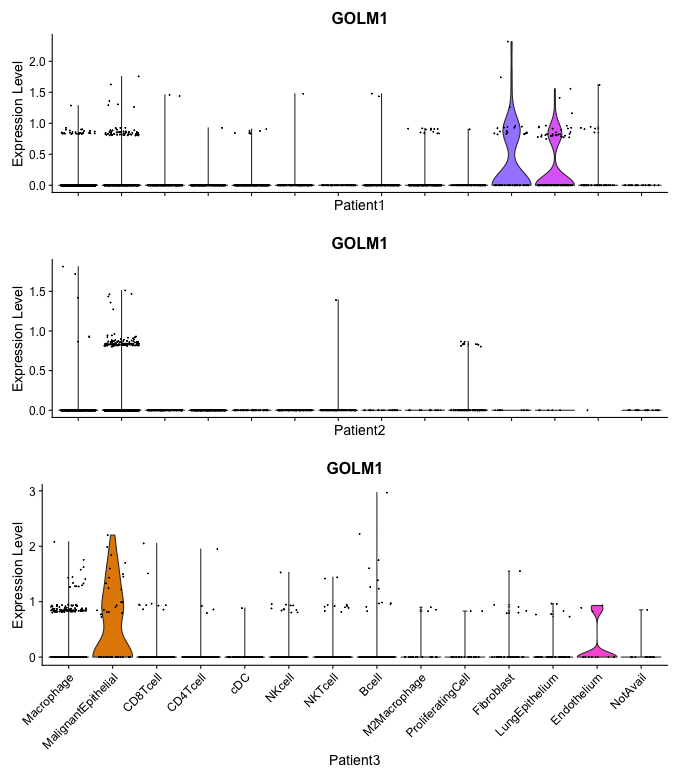 GOLM1
Expression Level
2.0
1.5
1.0
0.5
0.0
Patient1
GOLM1
Expression Level
1.5
1.0
0.5
0.0
Patient2
GOLM1
Expression Level
3
2
1
0
Macrophage
MalignantEpithelial
CD8Tcell
CD4Tcell
cDC
NKcell
NKTcell
Bcell
M2Macrophage
ProliferatingCell
Fibroblast
LungEpithelium
Endothelium
NotAvail
Patient3